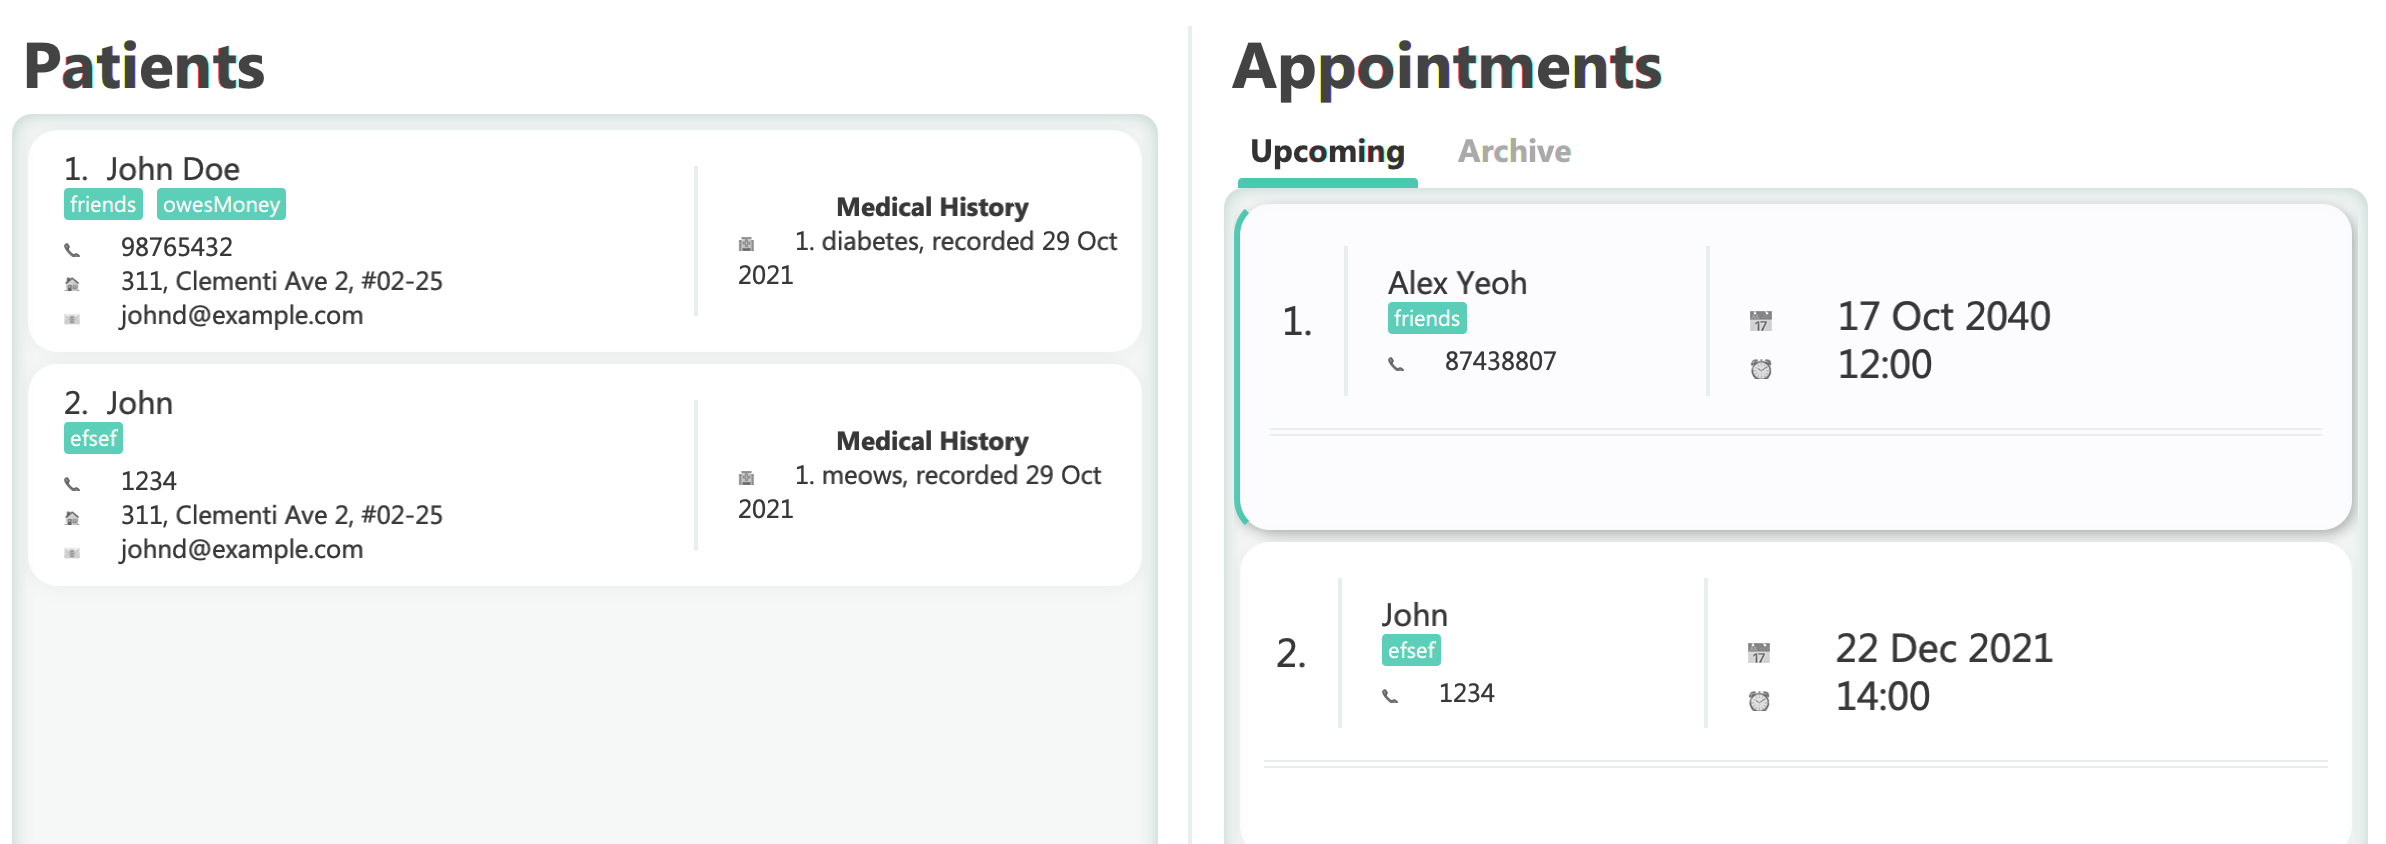 Patients
1. John Doe
friends owesMoney
98765432
311, Clementi Ave 2, #02-25
johnd@example.com
Medical History
1. diabetes, recorded 29 Oct
2021
2. John
efsef
1234
311, Clementi Ave 2, #02-25
johnd@example.com
Medical History
1. meows, recorded 29 Oct
2021
Appointments
Upcoming Archive
1.
Alex Yeoh
friends
87438807
17 Oct 2040
12:00
2.
John
efsef
1234
22 Dec 2021
14:00